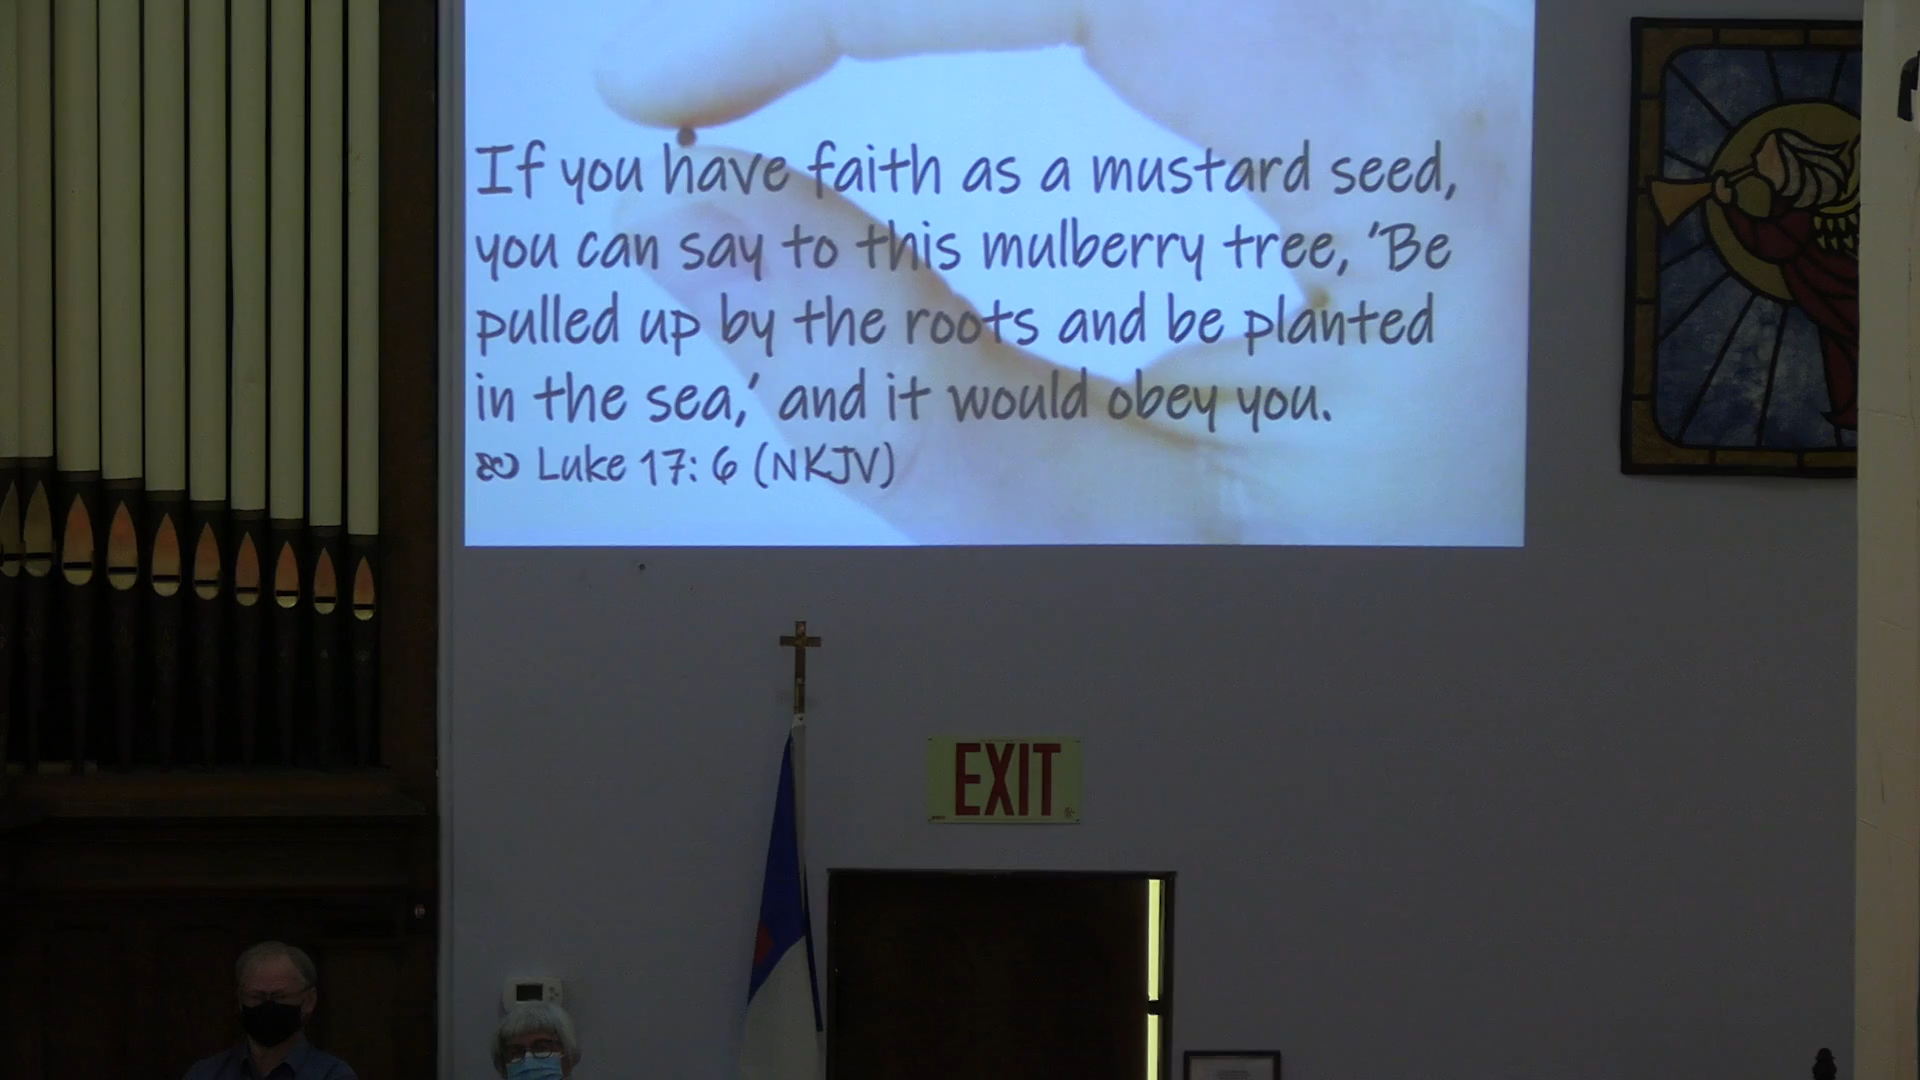 If you have faith as a mustard seed,
you can say to this mulberry tree, 'Be
pulled up by the roots and be planted
in the sea,' and it would obey you.
Luke 17: 6 (NKJV)
EXIT